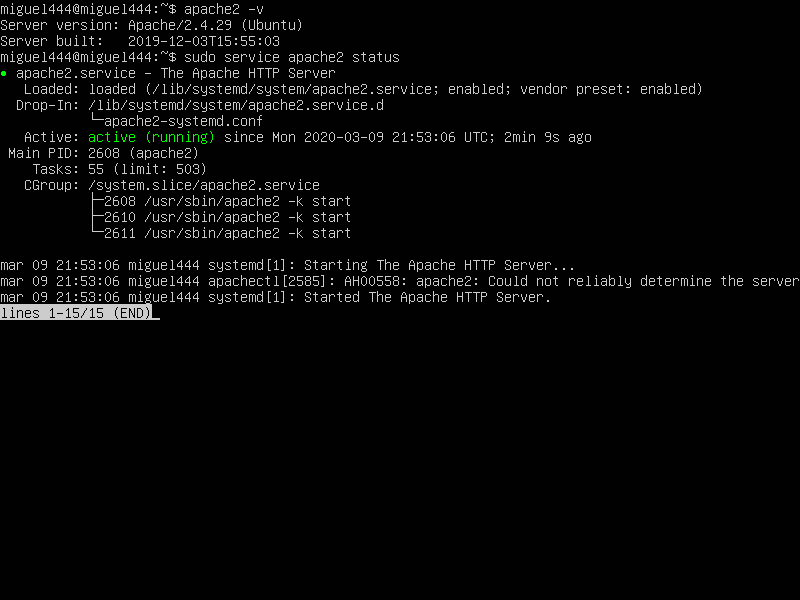 miguel444@miguel444:~$ apache2 -v
Server version: Apache/2.4.29 (Ubuntu)
Server built:   2019-12-03T15:55:03
miguel444@miguel444:~$ sudo service apache2 status
● apache2.service - The Apache HTTP Server
   Loaded: loaded (/lib/systemd/system/apache2.service; enabled; vendor preset: enabled)
  Drop-In: /lib/systemd/system/apache2.service.d
           └─apache2-systemd.conf
   Active: active (running) since Mon 2020-03-09 21:53:06 UTC; 2min 9s ago
 Main PID: 2608 (apache2)
    Tasks: 55 (limit: 503)
   CGroup: /system.slice/apache2.service
           ├─2608 /usr/sbin/apache2 -k start
           ├─2610 /usr/sbin/apache2 -k start
           └─2611 /usr/sbin/apache2 -k start

mar 09 21:53:06 miguel444 systemd[1]: Starting The Apache HTTP Server...
mar 09 21:53:06 miguel444 apachectl[2585]: AH00558: apache2: Could not reliably determine the server
mar 09 21:53:06 miguel444 systemd[1]: Started The Apache HTTP Server.
lines 1-15/15 (END)